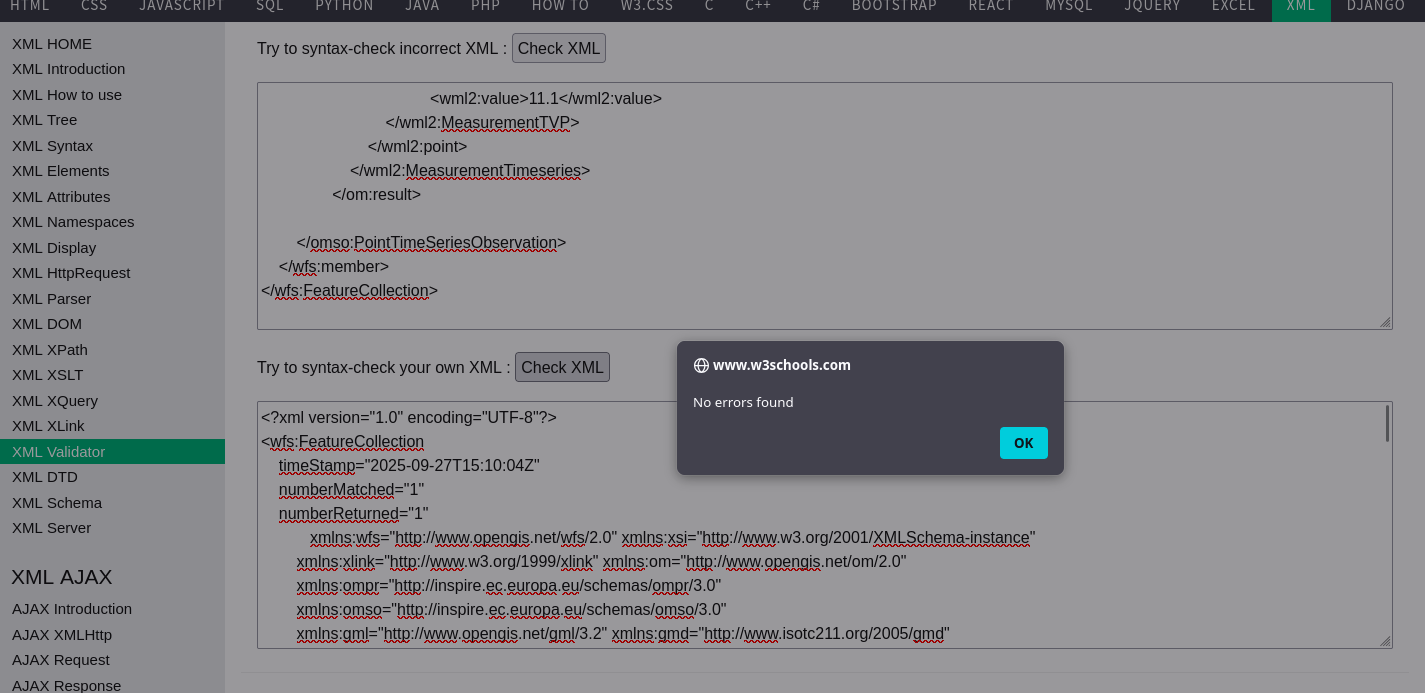 HTML CSS JAVASCRIPT SQL PYTHON JAVA PHP HOW TO W3.CSS C C++ C# BOOTSTRAP REACT MYSQL JQUERY EXCEL XML DJANGO
XML HOME
XML Introduction
XML How to use
XML Tree
XML Syntax
XML Elements
XML Attributes
XML Namespaces
XML Display
XML HttpRequest
XML Parser
XML DOM
XML XPath
XML XSLT
XML XQuery
XML XLink
XML Validator
XML DTD
XML Schema
XML Server
XML AJAX
AJAX Introduction
AJAX XMLHttp
AJAX Request
AJAX Response
Try to syntax-check incorrect XML : Check XML
<wml2:value>11.1</wml2:value>
</wml2:MeasurementTVP>
</wml2:point>
</wml2:MeasurementTimeseries>
</om:result>
</omso:PointTimeSeriesObservation>
</wfs:member>
</wfs:FeatureCollection>
Try to syntax-check your own XML : Check XML
<?xml version="1.0" encoding="UTF-8"?>
<wfs:FeatureCollection
timeStamp="2025-09-27T15:10:04Z"
numberMatched="1"
numberReturned="1"
xmlns:wfs="http://www.opengis.net/wfs/2.0" xmlns:xsi="http://www.w3.org/2001/XMLSchema-instance"
xmlns:xlink="http://www.w3.org/1999/xlink" xmlns:om="http://www.opengis.net/om/2.0"
xmlns:ompr="http://inspire.ec.europa.eu/schemas/ompr/3.0"
xmlns:omso="http://inspire.ec.europa.eu/schemas/omso/3.0"
xmlns:gml="http://www.opengis.net/gml/3.2" xmlns:gmd="http://www.isotc211.org/2005/gmd"
www.w3schools.com
No errors found
OK